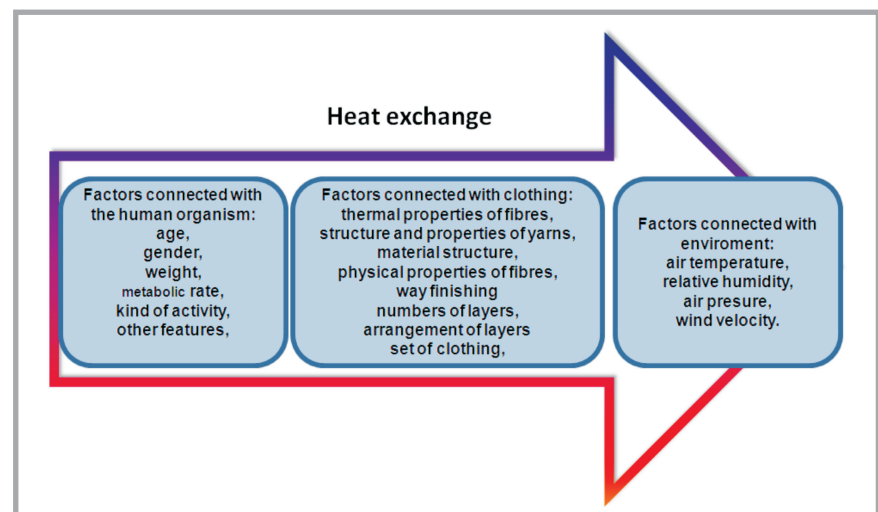 Heat exchange
Factors connected with
the human organism:
age,
gender,
weight,
metabolic rate,
kind of activity,
other features,
Factors connected with clothing:
thermal properties of fibres,
structure and properties of yarns,
material structure,
physical properties of fibres,
way finishing
numbers of layers,
arrangement of layers
set of clothing,
Factors connected with
enviroment:
air temperature,
relative humidity,
air presure,
wind velocity.